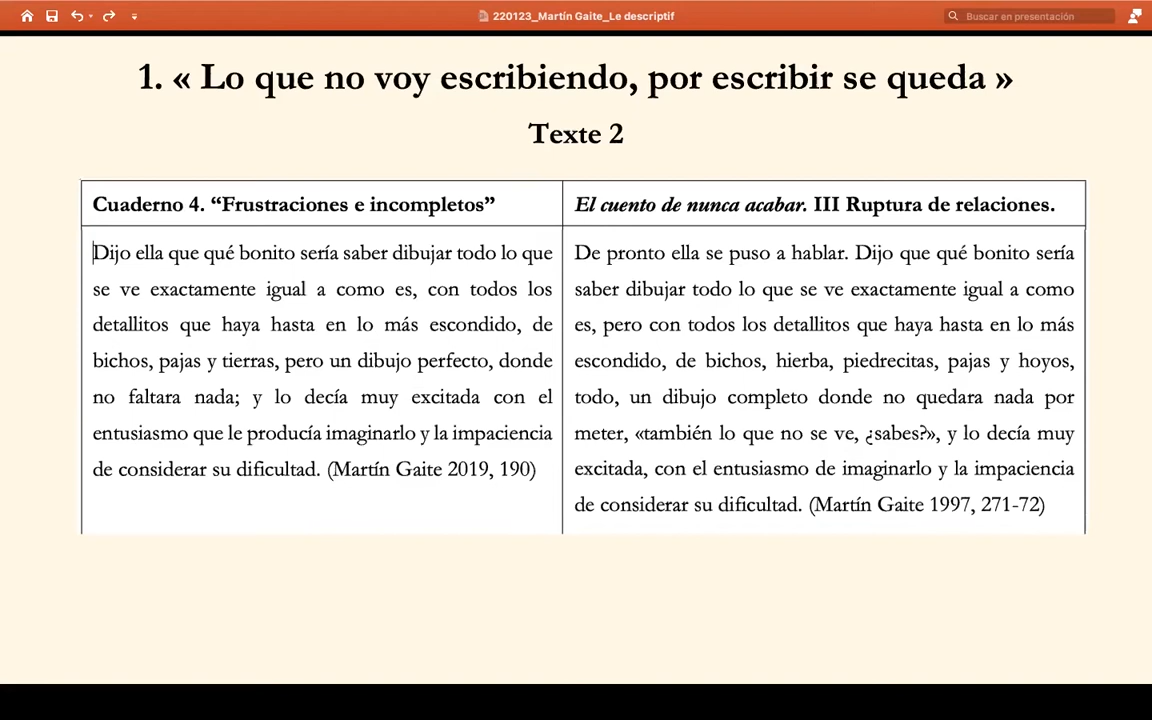 220123_Martín Gaite_Le descriptif
Buscar en presentación
1. « Lo que no voy escribiendo, por escribir se queda »
Texte 2
Cuaderno 4. “Frustraciones e incompletos”
Dijo ella que qué bonito sería saber dibujar todo lo que
se ve exactamente igual a como es, con todos los
detallitos que haya hasta en lo más escondido, de
bichos, pajas y tierras, pero un dibujo perfecto, donde
no faltara nada; y lo decía muy excitada con el
entusiasmo que le producía imaginarlo y la impaciencia
de considerar su dificultad. (Martín Gaite 2019, 190)
El cuento de nunca acabar. III Ruptura de relaciones.
De pronto ella se puso a hablar. Dijo que qué bonito sería
saber dibujar todo lo que se ve exactamente igual a como
es, pero con todos los detallitos que haya hasta en lo más
escondido, de bichos, hierba, piedrecitas, pajas y hoyos,
todo, un dibujo completo donde no quedara nada por
meter, «también lo que no se ve, ¿sabes?», y lo decía muy
excitada, con el entusiasmo de imaginarlo y la impaciencia
de considerar su dificultad. (Martín Gaite 1997, 271-72)